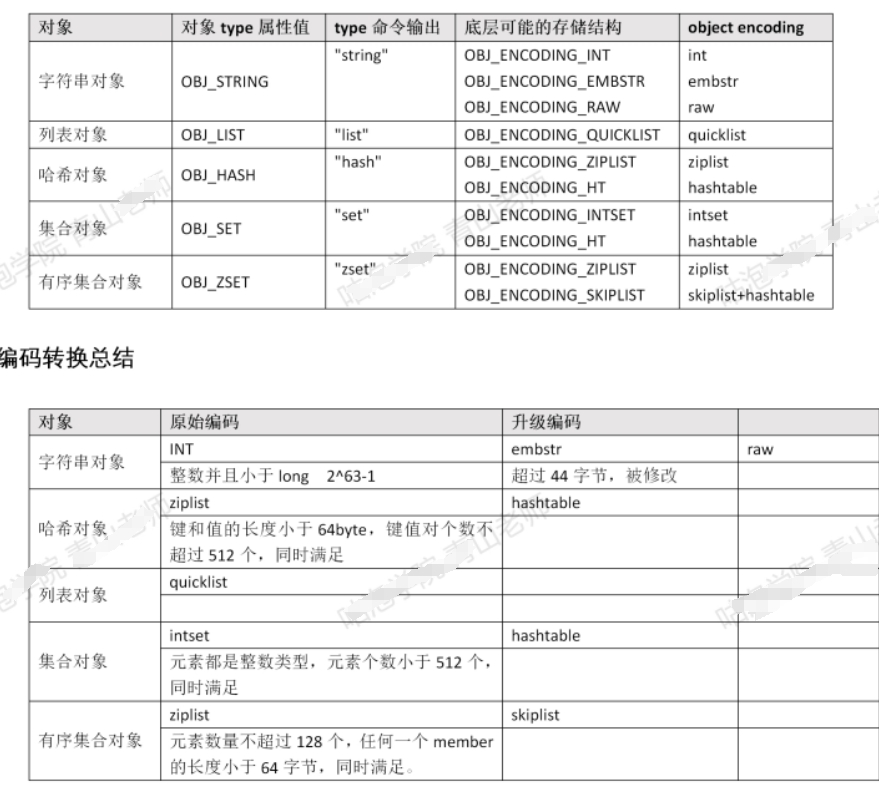 对象 对象 type 属性值 type 命令输出 底层可能的存储结构 object encoding
字符串对象 OBJ_STRING "string" OBJ_ENCODING_INT int
OBJ_ENCODING_EMBSTR embstr
OBJ_ENCODING_RAW raw
列表对象 OBJ_LIST "list" OBJ_ENCODING_QUICKLIST quicklist
哈希对象 OBJ_HASH "hash" OBJ_ENCODING_ZIPLIST ziplist
OBJ_ENCODING_HT hashtable
集合对象 OBJ_SET "set" OBJ_ENCODING_INTSET intset
OBJ_ENCODING_HT hashtable
有序集合对象 OBJ_ZSET "zset" OBJ_ENCODING_ZIPLIST ziplist
OBJ_ENCODING_SKIPLIST skiplist+hashtable
编码转换总结
对象 原始编码 升级编码
字符串对象 INT embstr raw
整数并且小于 long 2^63-1 超过 44 字节，被修改
哈希对象 ziplist hashtable
键和值的长度小于 64byte，键值对个数不
超过 512 个，同时满足
列表对象 quicklist
集合对象 intset hashtable
元素都是整数类型，元素个数小于 512 个，
同时满足
有序集合对象 ziplist skiplist
元素数量不超过 128 个，任何一个 member
的长度小于 64 字节，同时满足。